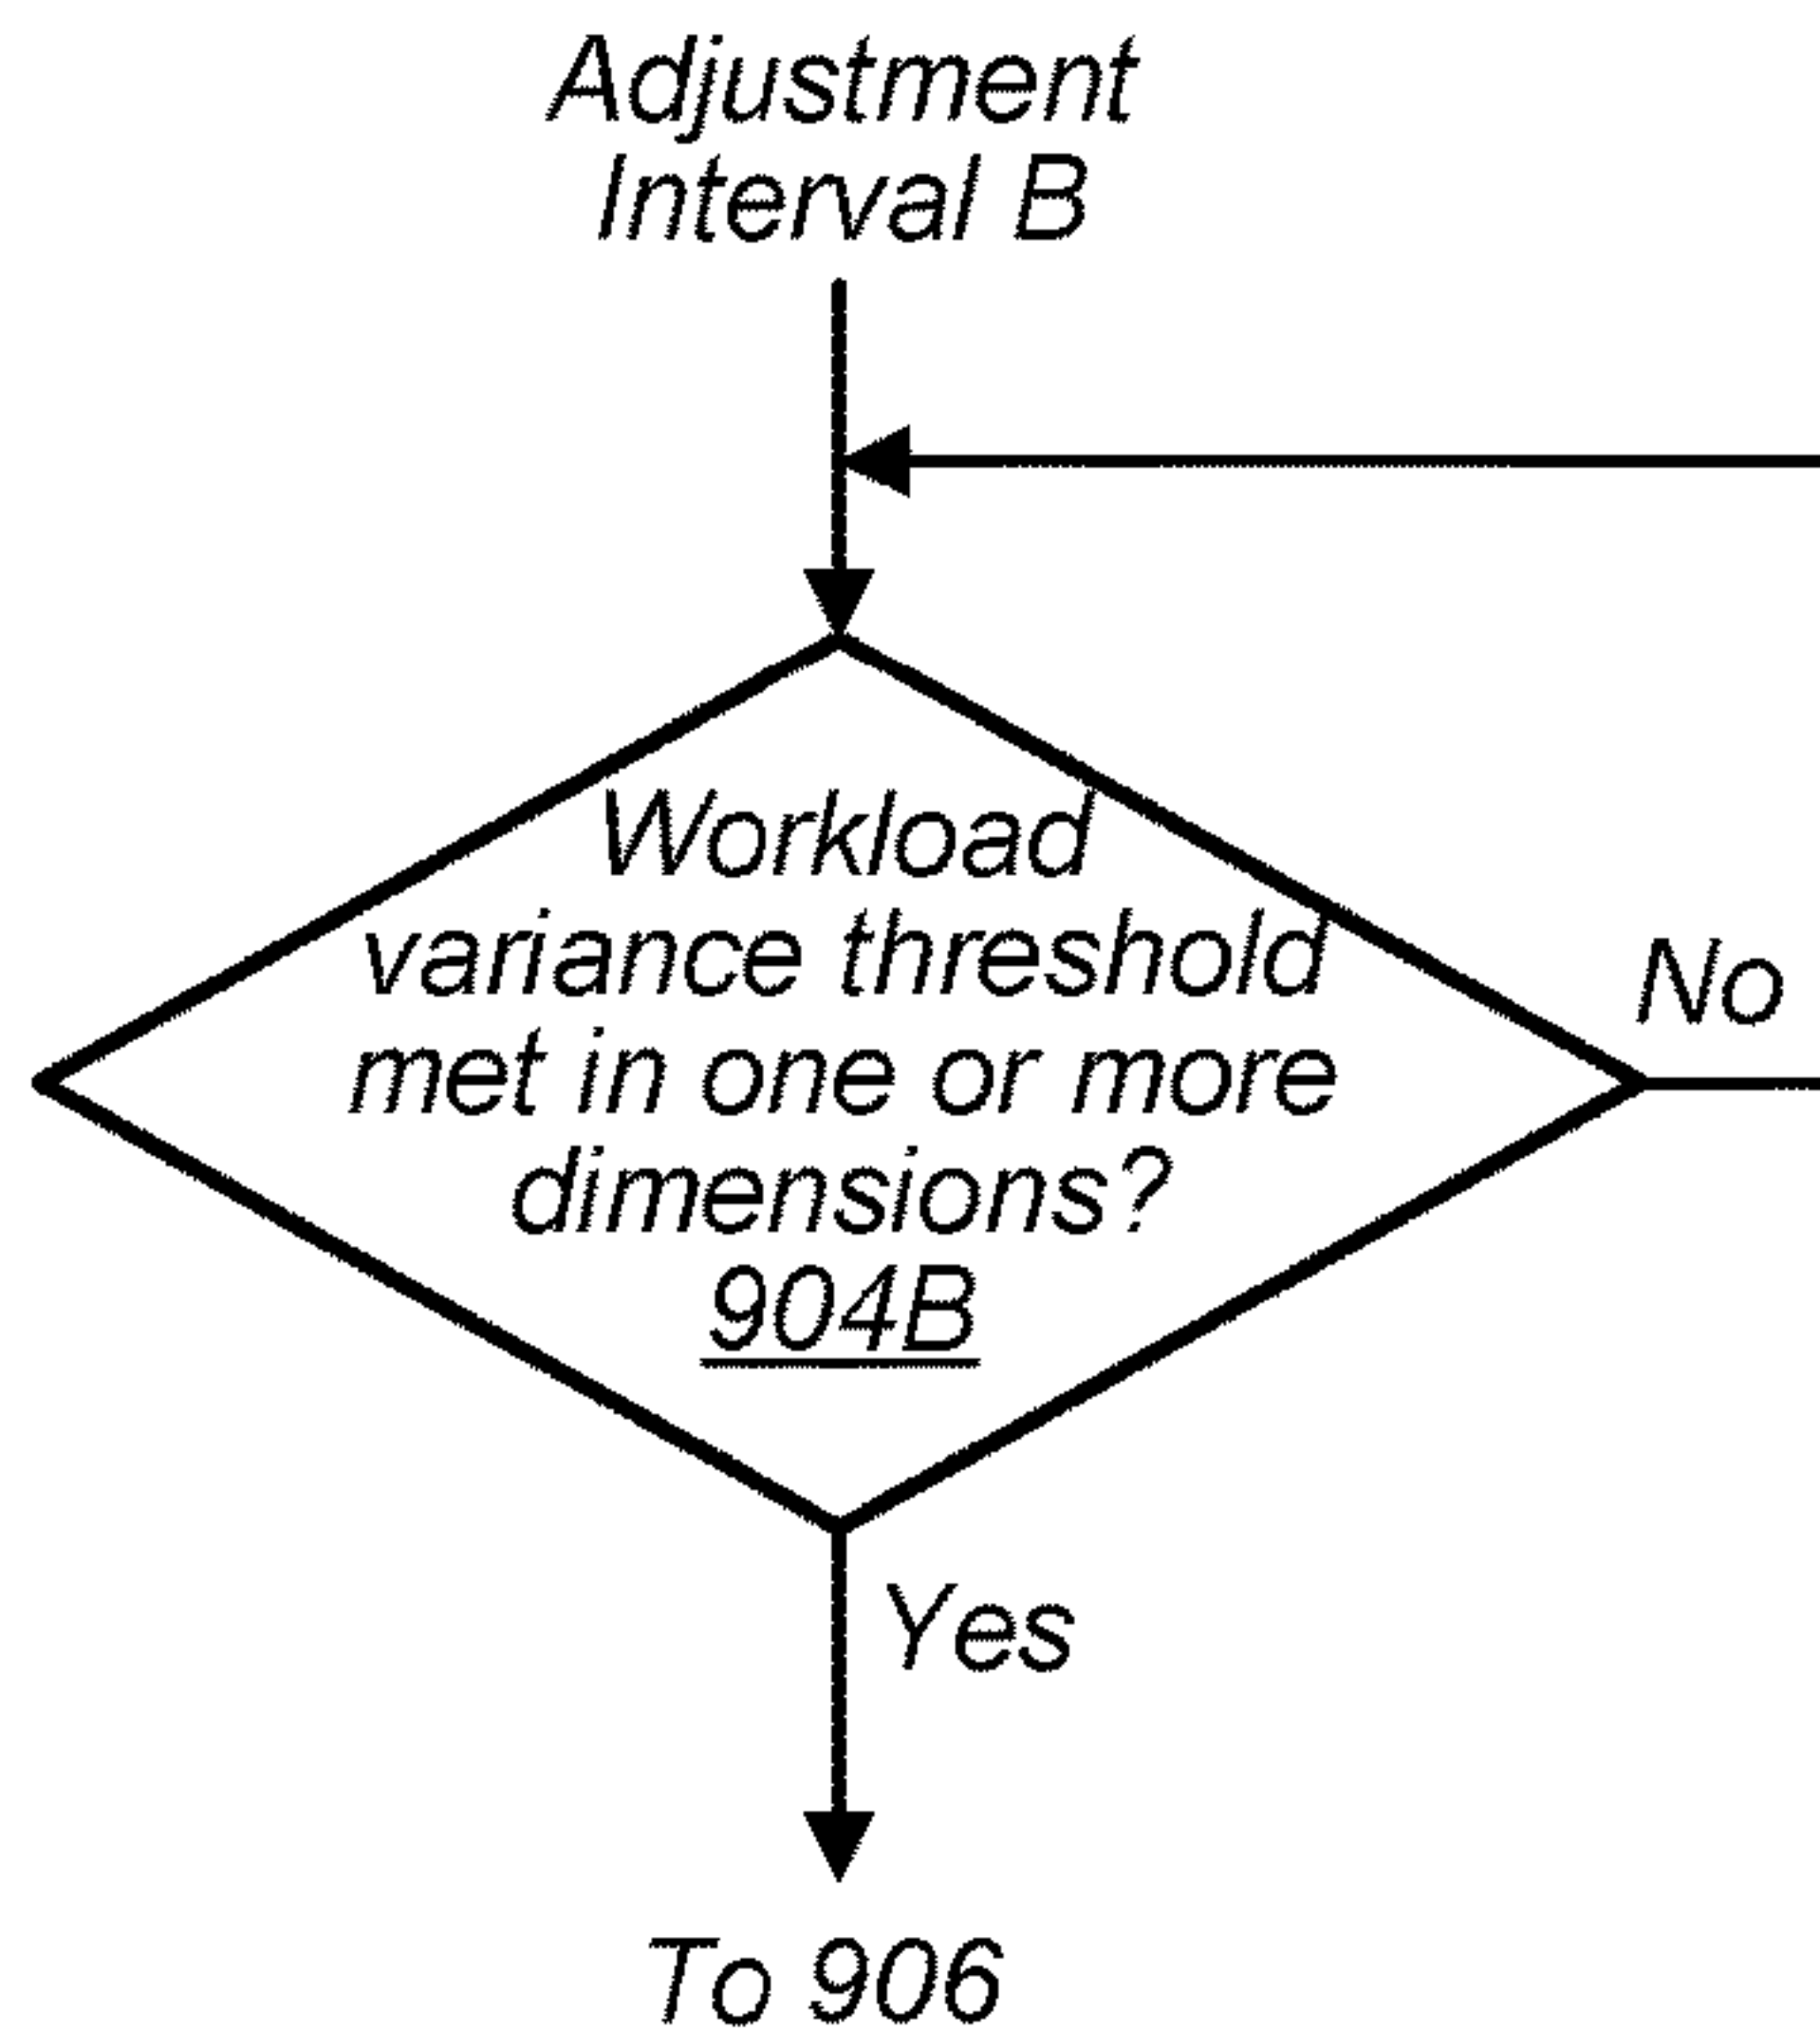 Adjustment
Interval B
Workload
variance threshold
met in one or more
dimensions?
904B
No
Yes
To 906